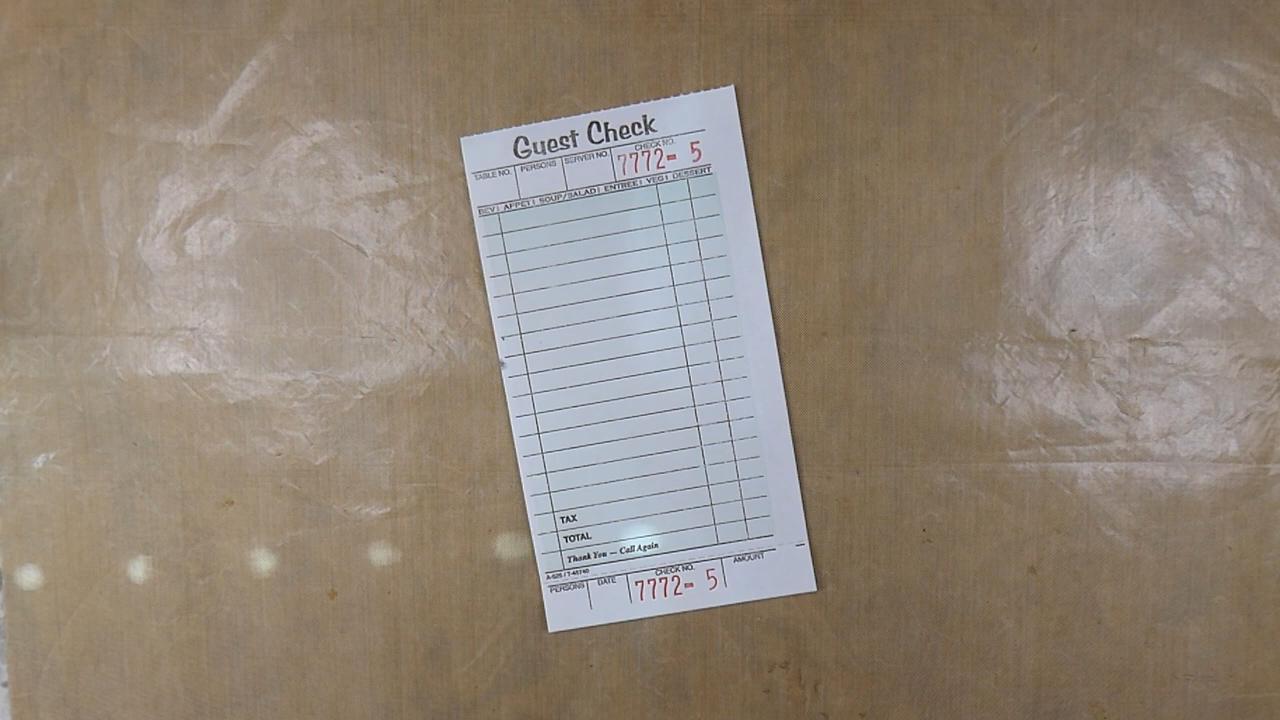 Guest Check
TABLE NO. PERSONS SERVER NO. CHECK NO.
7772- 5
BEV | APPET | SOUP/SALAD | ENTREE | VEG | DESSERT
TAX
TOTAL
Thank You — Call Again
PERSONS DATE CHECK NO. AMOUNT
7772- 5